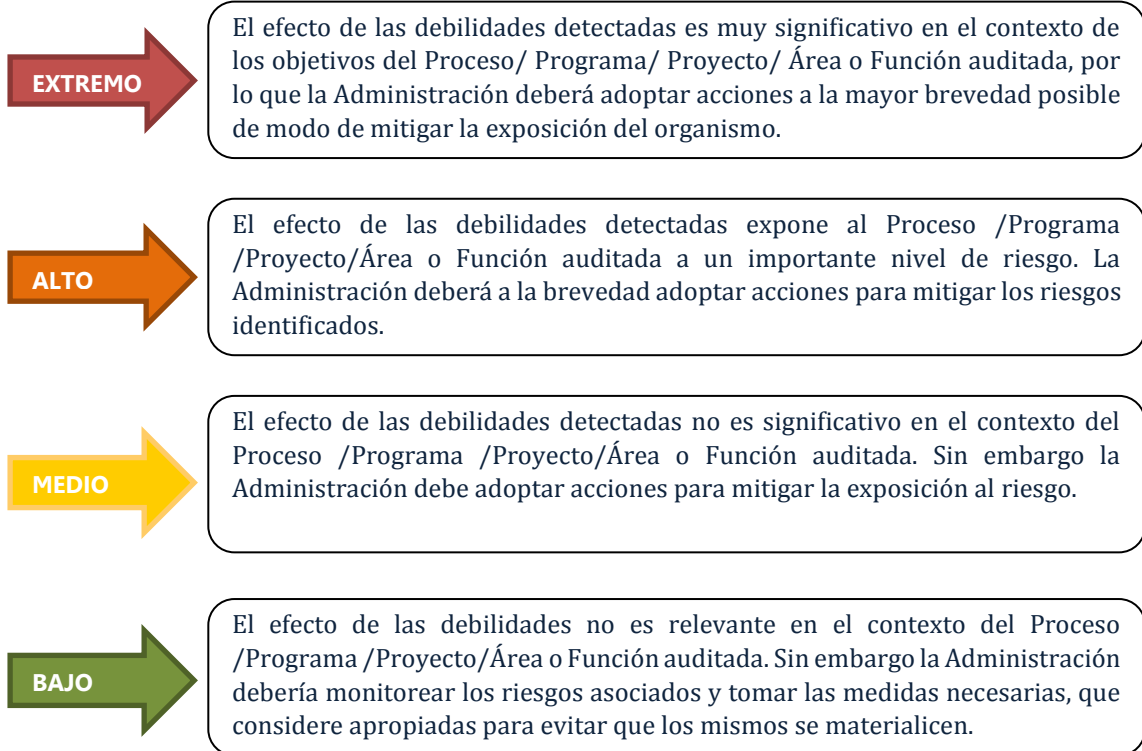 EXTREMO
El efecto de las debilidades detectadas es muy significativo en el contexto de
los objetivos del Proceso/ Programa/ Proyecto/ Área o Función auditada, por
lo que la Administración deberá adoptar acciones a la mayor brevedad posible
de modo de mitigar la exposición del organismo.
ALTO
El efecto de las debilidades detectadas expone al Proceso /Programa
/Proyecto/Área o Función auditada a un importante nivel de riesgo. La
Administración deberá a la brevedad adoptar acciones para mitigar los riesgos
identificados.
MEDIO
El efecto de las debilidades detectadas no es significativo en el contexto del
Proceso /Programa /Proyecto/Área o Función auditada. Sin embargo la
Administración debe adoptar acciones para mitigar la exposición al riesgo.
BAJO
El efecto de las debilidades no es relevante en el contexto del Proceso
/Programa /Proyecto/Área o Función auditada. Sin embargo la Administración
debería monitorear los riesgos asociados y tomar las medidas necesarias, que
considere apropiadas para evitar que los mismos se materialicen.